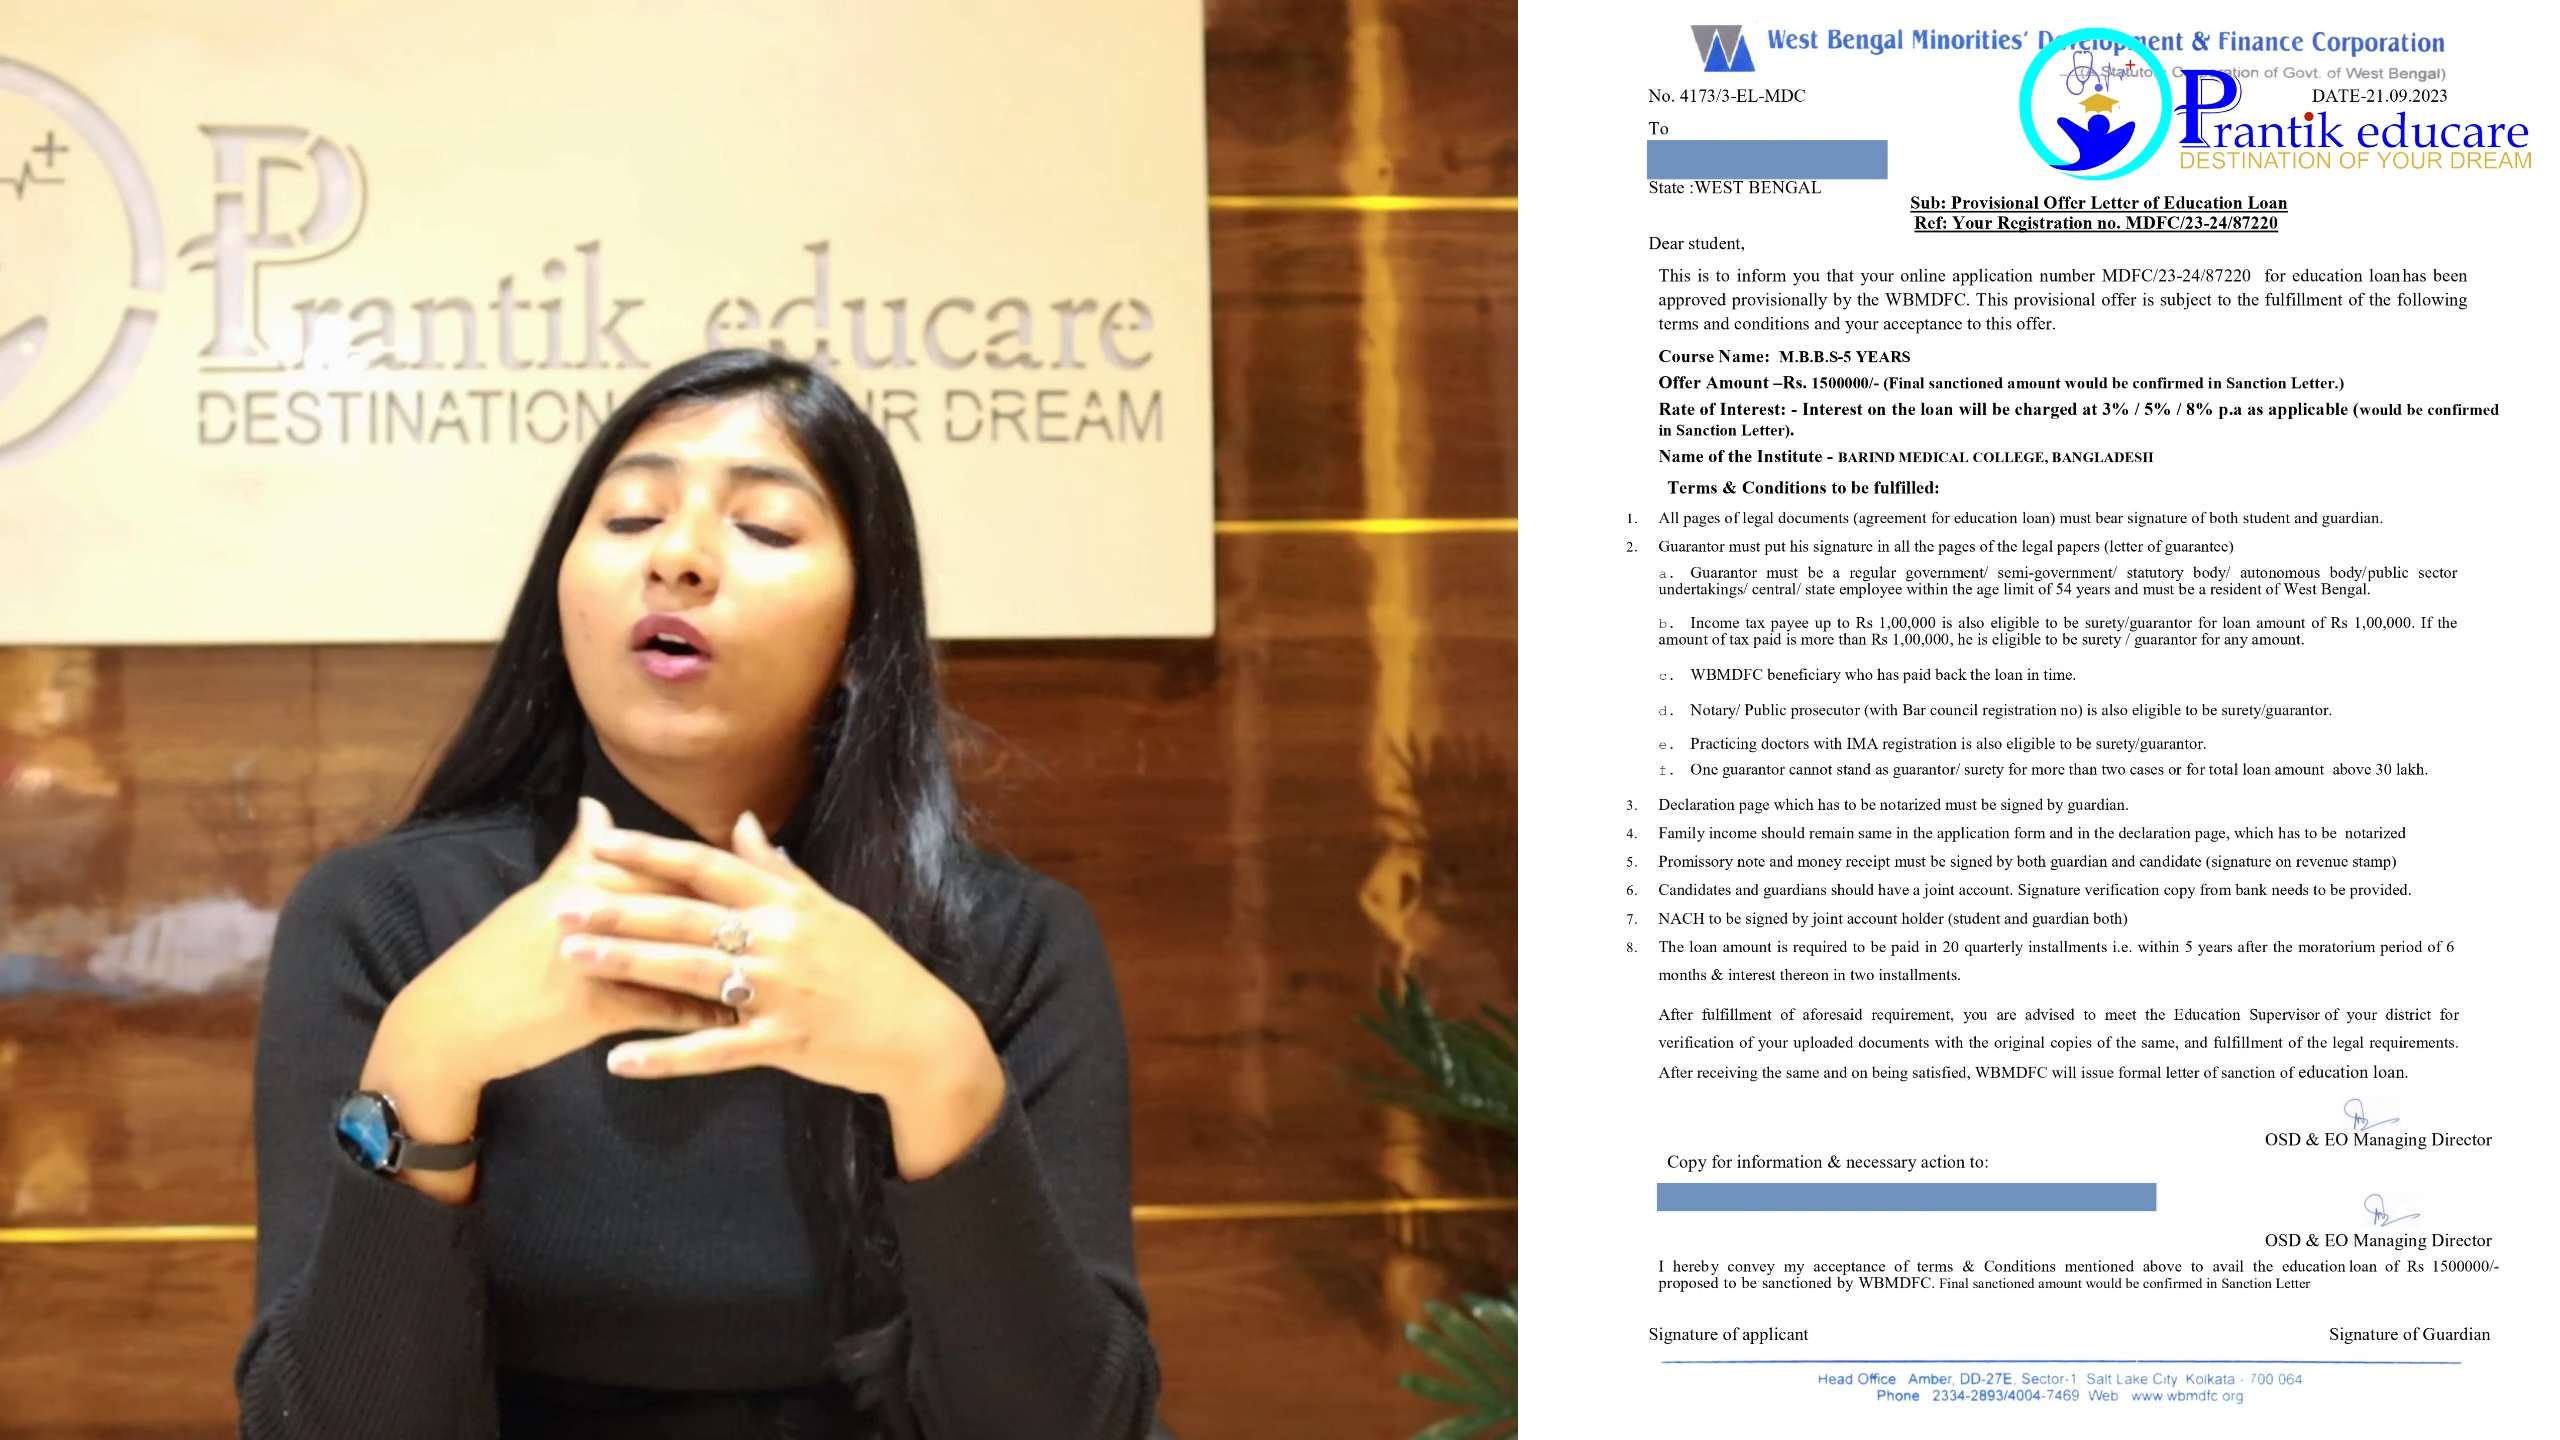 Prantik educare
DESTINATION
UR DREAM
West Bengal Minorities' Development & Finance Corporation
of Govt. of West Bengal)
Prantik educare
DESTINATION OF YOUR DREAM
No. 4173/3-EL-MDC
DATE-21.09.2023
To
State :WEST BENGAL
Sub: Provisional Offer Letter of Education Loan
Ref: Your Registration no. MDFC/23-24/87220
Dear student,
This is to inform you that your online application number MDFC/23-24/87220 for education loan has been
approved provisionally by the WBMDFC. This provisional offer is subject to the fulfillment of the following
terms and conditions and your acceptance to this offer.
Course Name: M.B.B.S-5 YEARS
Offer Amount –Rs. 1500000/- (Final sanctioned amount would be confirmed in Sanction Letter.)
Rate of Interest: - Interest on the loan will be charged at 3% / 5% / 8% p.a as applicable (would be confirmed
in Sanction Letter).
Name of the Institute - BARIND MEDICAL COLLEGE, BANGLADESH
Terms & Conditions to be fulfilled:
1. All pages of legal documents (agreement for education loan) must bear signature of both student and guardian.
2. Guarantor must put his signature in all the pages of the legal papers (letter of guarantee)
a. Guarantor must be a regular government/ semi-government/ statutory body/ autonomous body/public sector
undertakings/ central/ state employee within the age limit of 54 years and must be a resident of West Bengal.
b. Income tax payee up to Rs 1,00,000 is also eligible to be surety/guarantor for loan amount of Rs 1,00,000. If the
amount of tax paid is more than Rs 1,00,000, he is eligible to be surety / guarantor for any amount.
c. WBMDFC beneficiary who has paid back the loan in time.
d. Notary/ Public prosecutor (with Bar council registration no) is also eligible to be surety/guarantor.
e. Practicing doctors with IMA registration is also eligible to be surety/guarantor.
f. One guarantor cannot stand as guarantor/ surety for more than two cases or for total loan amount above 30 lakh.
3. Declaration page which has to be notarized must be signed by guardian.
4. Family income should remain same in the application form and in the declaration page, which has to be notarized
5. Promissory note and money receipt must be signed by both guardian and candidate (signature on revenue stamp)
6. Candidates and guardians should have a joint account. Signature verification copy from bank needs to be provided.
7. NACH to be signed by joint account holder (student and guardian both)
8. The loan amount is required to be paid in 20 quarterly installments i.e. within 5 years after the moratorium period of 6
months & interest thereon in two installments.
After fulfillment of aforesaid requirement, you are advised to meet the Education Supervisor of your district for
verification of your uploaded documents with the original copies of the same, and fulfillment of the legal requirements.
After receiving the same and on being satisfied, WBMDFC will issue formal letter of sanction of education loan.
OSD & EO Managing Director
Copy for information & necessary action to:
OSD & EO Managing Director
I hereby convey my acceptance of terms & Conditions mentioned above to avail the education loan of Rs 1500000/-
proposed to be sanctioned by WBMDFC. Final sanctioned amount would be confirmed in Sanction Letter
Signature of applicant
Signature of Guardian
Head Office Amber, DD-27E, Sector-1 Salt Lake City Kolkata - 700 064
Phone 2334-2893/4004-7469 Web www wbmdfc org